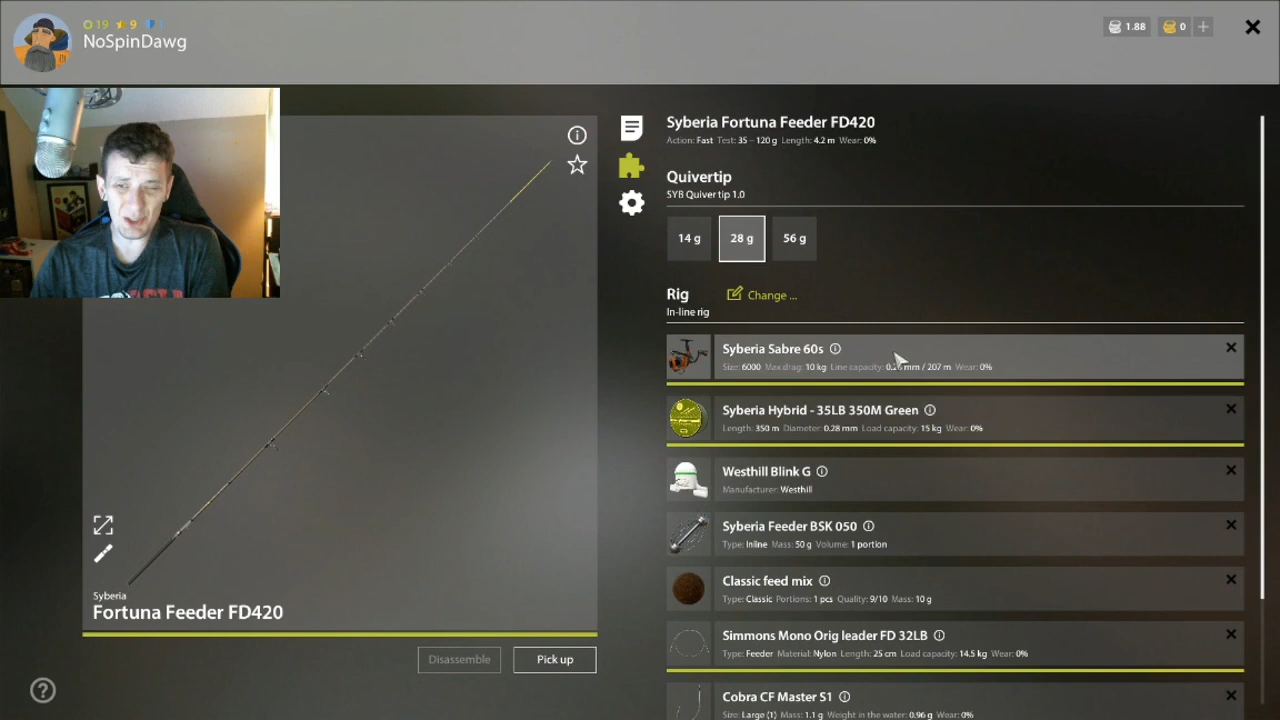 19 9 1
NoSpinDawg
1.88 0 +
Syberia Fortuna Feeder FD420
Action: Fast Test: 35 – 120 g Length: 4.2 m Wear: 0%
Quivertip
SYB Quiver tip 1.0
14 g 28 g 56 g
Rig Change ...
In-line rig
Syberia Sabre 60s
Size: 6000 Max drag: 10 kg Line capacity: mm / 207 m Wear: 0%
Syberia Hybrid - 35LB 350M Green
Length: 350 m Diameter: 0.28 mm Load capacity: 15 kg Wear: 0%
Westhill Blink G
Manufacturer: Westhill
Syberia Feeder BSK 050
Type: Inline Mass: 50 g Volume: 1 portion
Classic feed mix
Type: Classic Portions: 1 pcs Quality: 9/10 Mass: 10 g
Simmons Mono Orig leader FD 32LB
Type: Feeder Material: Nylon Length: 25 cm Load capacity: 14.5 kg Wear: 0%
Cobra CF Master S1
Size: Large (1) Mass: 1.1 g Weight in the water: 0.96 g Wear: 0%
Syberia
Fortuna Feeder FD420
Disassemble Pick up
?